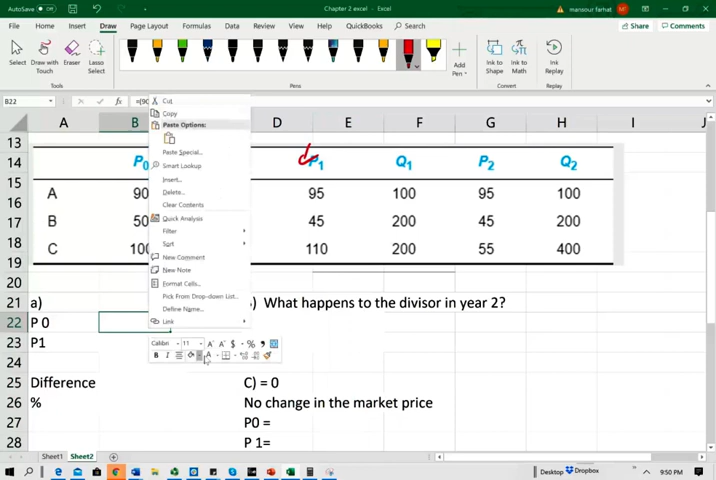 AutoSave Off Chapter 2 excel - Excel mansour farhat MF
File Home Insert Draw Page Layout Formulas Data Review View QuickBooks Search Share Comments
Select Draw with Touch Eraser Lasso Select Add Pen Ink to Shape Ink to Math Ink Replay
Tools Pens Convert Replay
B22 fx =(90
A B D E F G H I J
13
14 P0 P1 Q1 P2 Q2
15 A 90 95 100 95 100
16
17 B 50 45 200 45 200
18 C 100 110 200 55 400
19
21 a) ) What happens to the divisor in year 2?
22 P 0
23 P1
24
25 Difference C) = 0
26 % No change in the market price
27 P0 =
28 P 1=
Cut
Copy
Paste Options:
Paste Special...
Smart Lookup
Insert...
Delete...
Clear Contents
Quick Analysis
Filter
Sort
New Comment
New Note
Format Cells...
Pick From Drop-down List...
Define Name...
Link
Calibri 11 A A $ % ,
B I A
Sheet1 Sheet2
Desktop Dropbox 9:50 PM